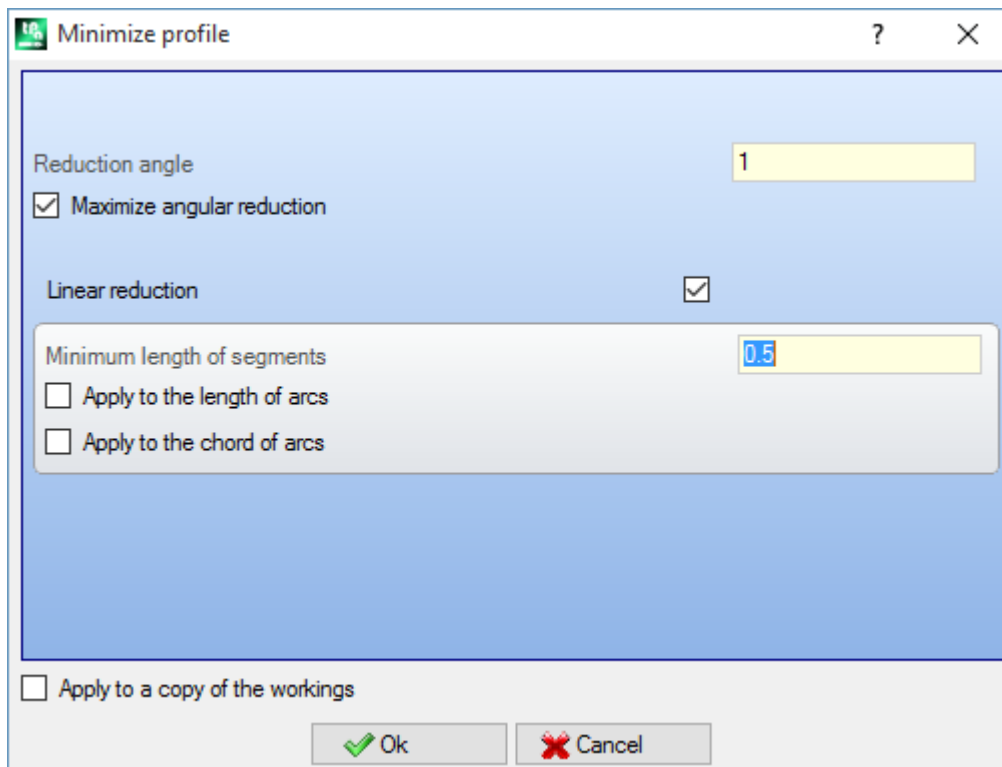 Minimize profile ?
Reduction angle 1
Maximize angular reduction
Linear reduction
Minimum length of segments 0.5
Apply to the length of arcs
Apply to the chord of arcs
Apply to a copy of the workings
Ok Cancel